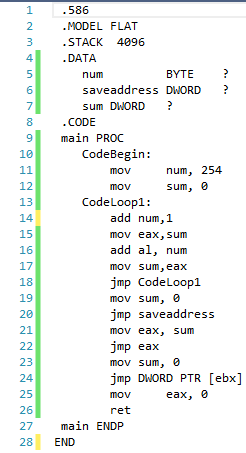 1 .586
2 .MODEL FLAT
3 .STACK 4096
4 .DATA
5 num BYTE ?
6 saveaddress DWORD ?
7 sum DWORD ?
8 .CODE
9 main PROC
10 CodeBegin:
11 mov num, 254
12 mov sum, 0
13 CodeLoop1:
14 add num,1
15 mov eax,sum
16 add al, num
17 mov sum,eax
18 jmp CodeLoop1
19 mov sum, 0
20 jmp saveaddress
21 mov eax, sum
22 jmp eax
23 mov sum, 0
24 jmp DWORD PTR [ebx]
25 mov eax, 0
26 ret
27 main ENDP
28 END